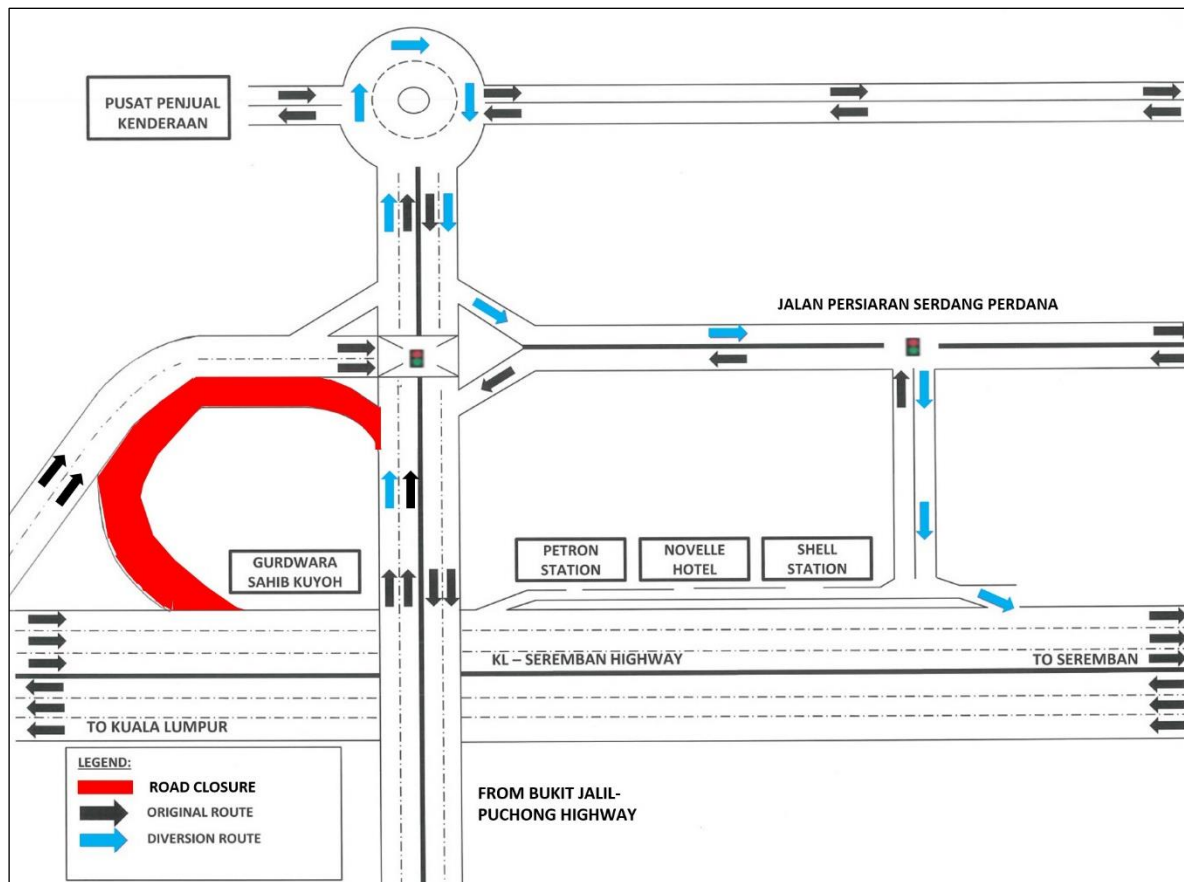 PUSAT PENJUAL
KENDERAAN
JALAN PERSIARAN SERDANG PERDANA
GURDWARA
SAHIB KUYOH
PETRON
STATION
NOVELLE
HOTEL
SHELL
STATION
KL – SEREMBAN HIGHWAY
TO SEREMBAN
TO KUALA LUMPUR
LEGEND:
ROAD CLOSURE
ORIGINAL ROUTE
DIVERSION ROUTE
FROM BUKIT JALIL-
PUCHONG HIGHWAY